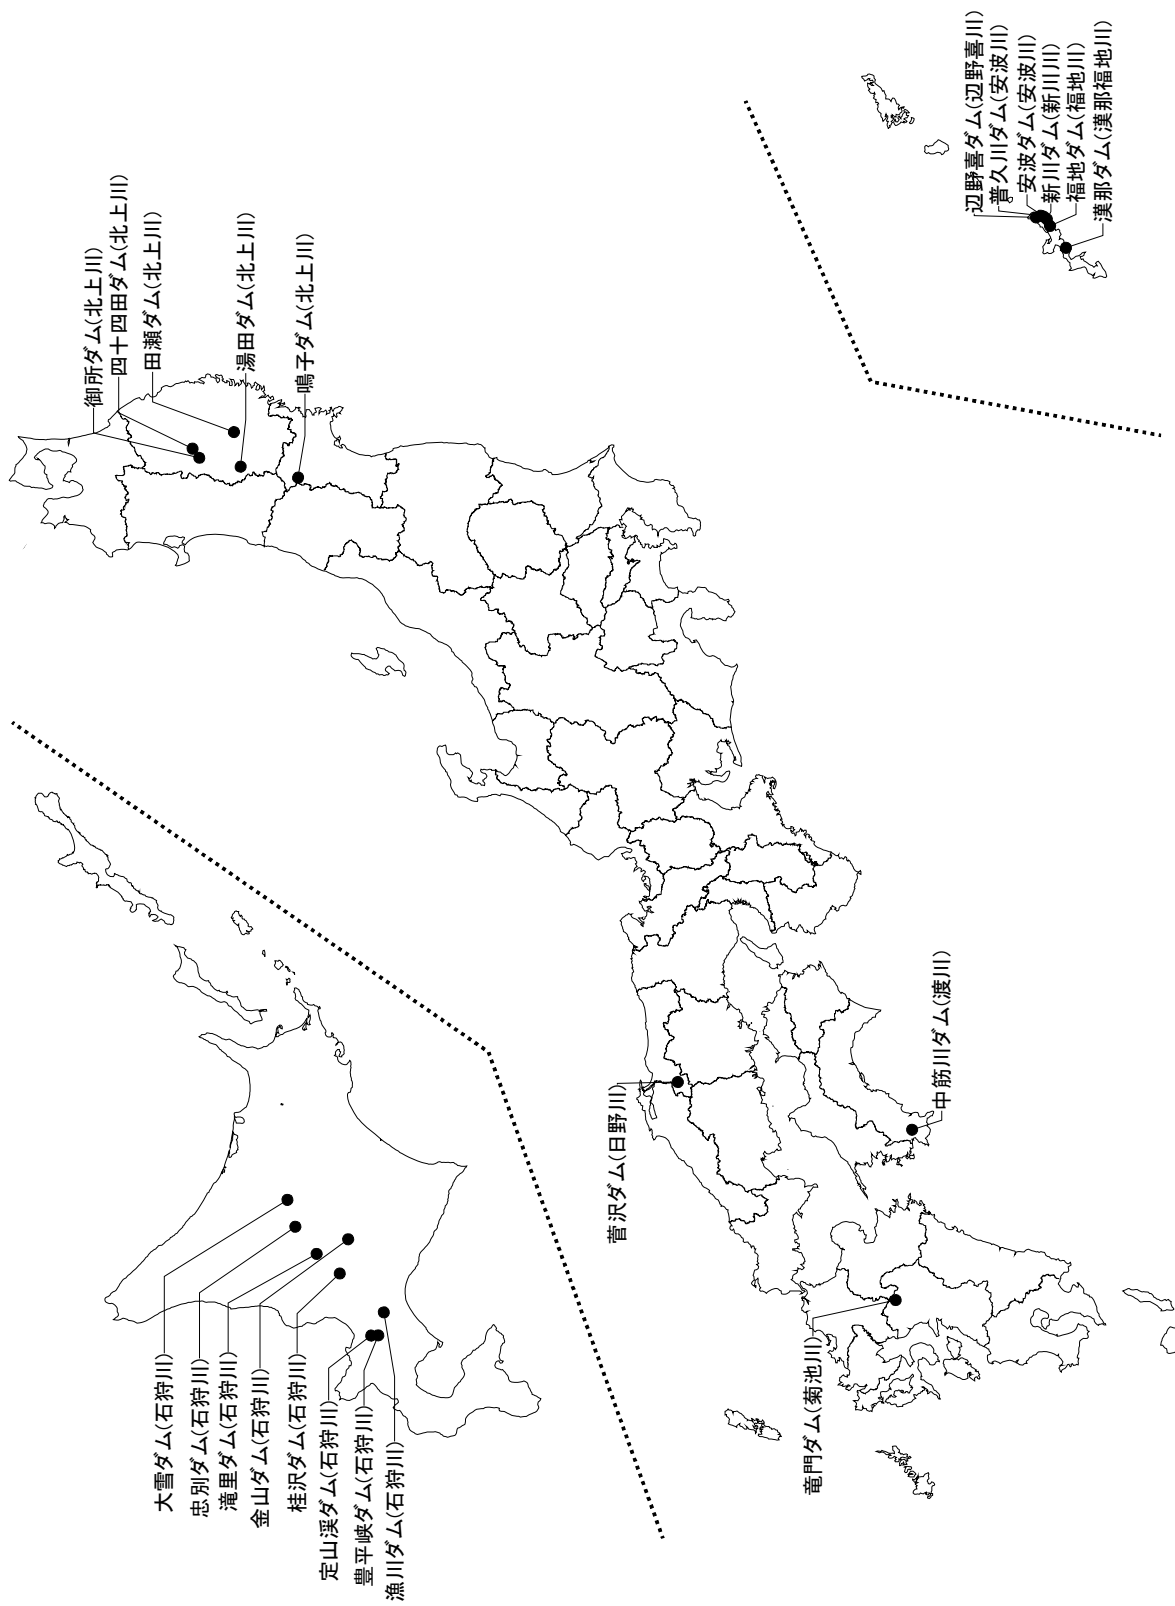 大雪ダム(石狩川)
忠別ダム(石狩川)
滝里ダム(石狩川)
金山ダム(石狩川)
桂沢ダム(石狩川)
定山渓ダム(石狩川)
豊平峡ダム(石狩川)
漁川ダム(石狩川)
御所ダム(北上川)
四十四田ダム(北上川)
田瀬ダム(北上川)
湯田ダム(北上川)
鳴子ダム(北上川)
菅沢ダム(日野川)
中筋川ダム(渡川)
竜門ダム(菊池川)
辺野喜ダム(辺野喜川)
普久川ダム(安波川)
安波ダム(安波川)
新川ダム(新川川)
福地ダム(福地川)
漢那ダム(漢那福地川)